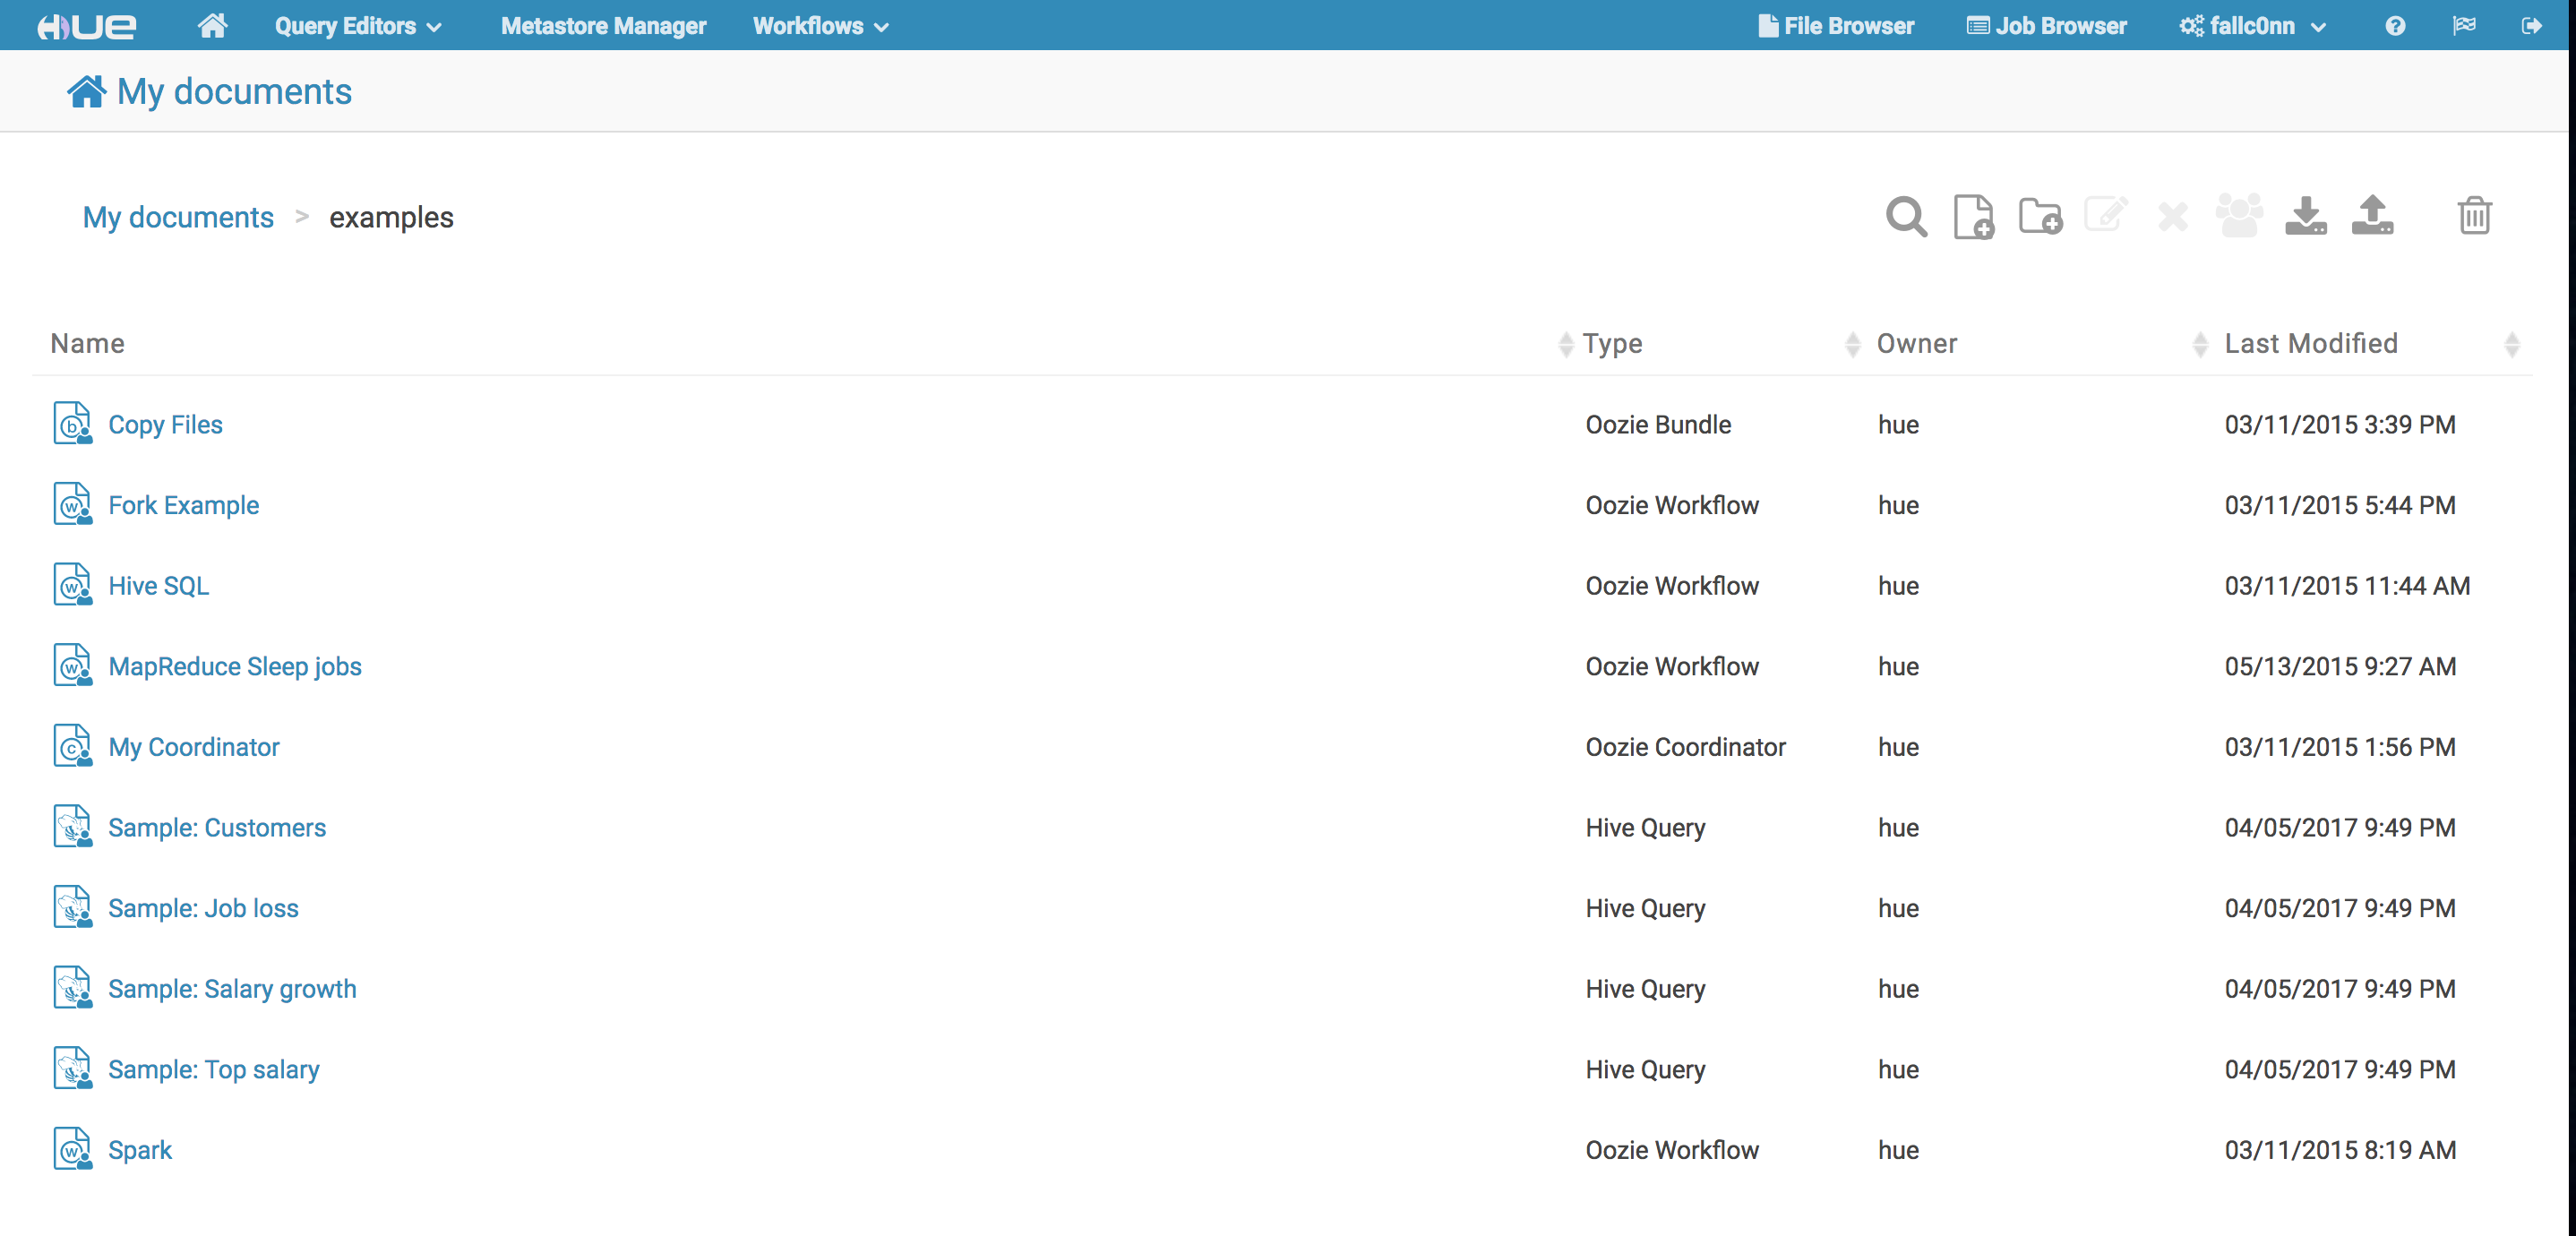 HUE Query Editors Metastore Manager Workflows File Browser Job Browser fallc0nn
My documents
My documents > examples
Name Type Owner Last Modified
Copy Files Oozie Bundle hue 03/11/2015 3:39 PM
Fork Example Oozie Workflow hue 03/11/2015 5:44 PM
Hive SQL Oozie Workflow hue 03/11/2015 11:44 AM
MapReduce Sleep jobs Oozie Workflow hue 05/13/2015 9:27 AM
My Coordinator Oozie Coordinator hue 03/11/2015 1:56 PM
Sample: Customers Hive Query hue 04/05/2017 9:49 PM
Sample: Job loss Hive Query hue 04/05/2017 9:49 PM
Sample: Salary growth Hive Query hue 04/05/2017 9:49 PM
Sample: Top salary Hive Query hue 04/05/2017 9:49 PM
Spark Oozie Workflow hue 03/11/2015 8:19 AM